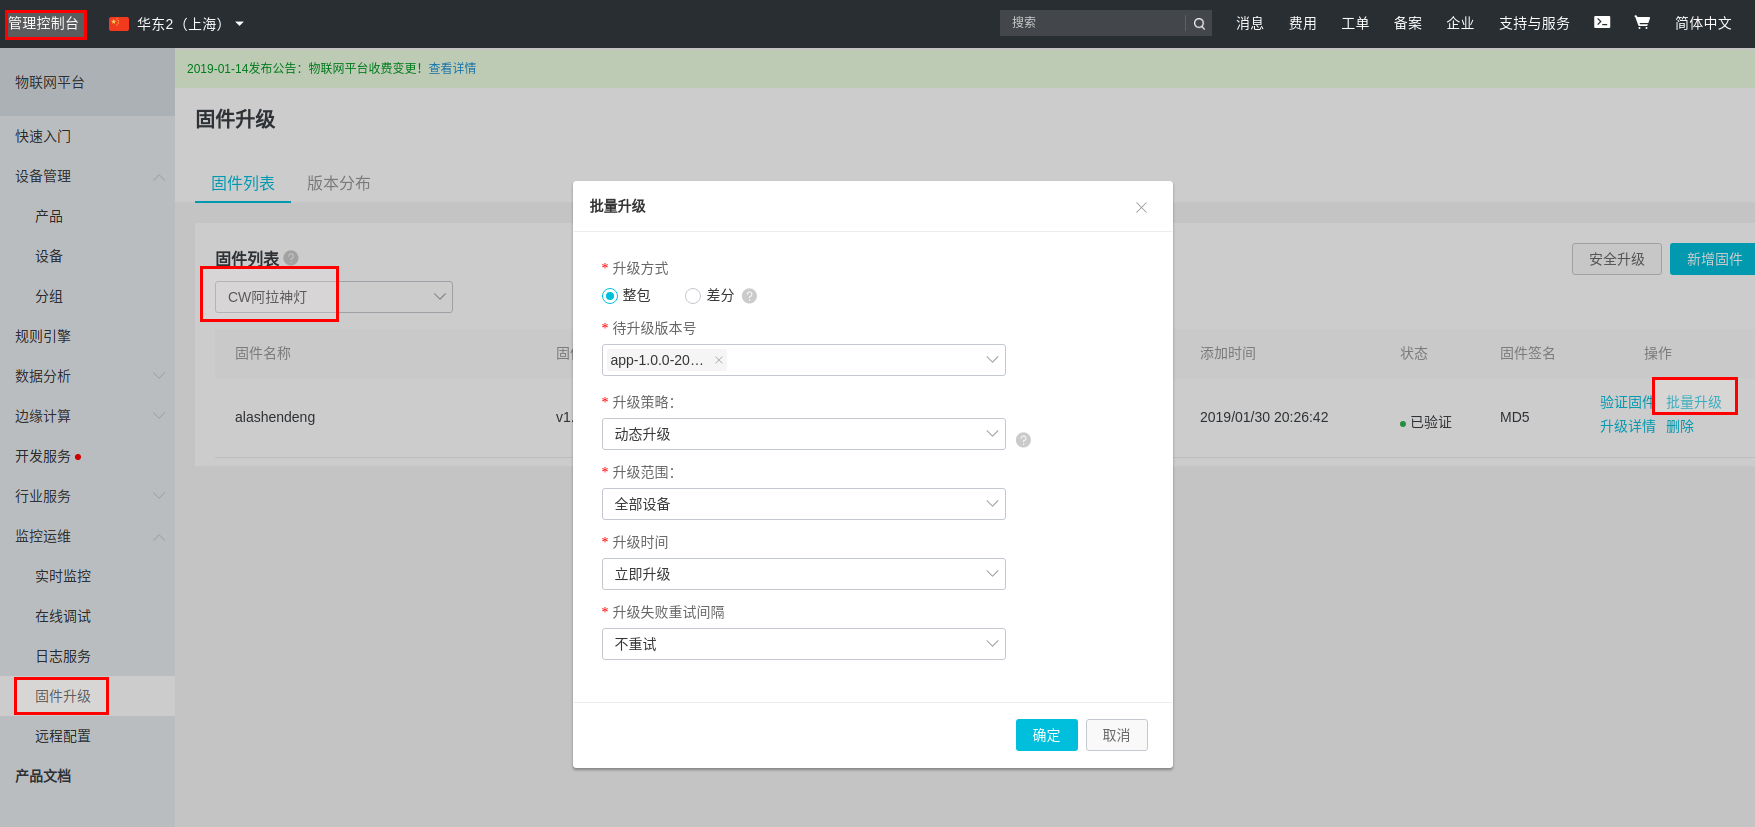 管理控制台 华东2（上海） 搜索 消息 费用 工单 备案 企业 支持与服务 简体中文
物联网平台
快速入门
设备管理
产品
设备
分组
规则引擎
数据分析
边缘计算
开发服务
行业服务
监控运维
实时监控
在线调试
日志服务
固件升级
远程配置
产品文档
2019-01-14发布公告：物联网平台收费变更！查看详情
固件升级
固件列表 版本分布
固件列表 ?
安全升级 新增固件
CW阿拉神灯
固件名称 添加时间 状态 固件签名 操作
alashendeng v1. 2019/01/30 20:26:42 已验证 MD5 验证固件 批量升级
升级详情 删除
批量升级
* 升级方式
整包 差分 ?
* 待升级版本号
app-1.0.0-20...
* 升级策略：
动态升级 ?
* 升级范围：
全部设备
* 升级时间
立即升级
* 升级失败重试间隔
不重试
确定 取消